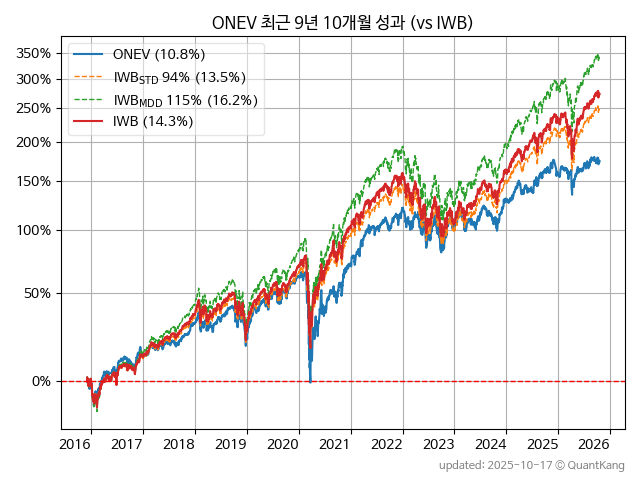 ONEV 최근 9년 10개월 성과 (vs IWB)
ONEV (10.8%)
IWB_STD 94% (13.5%)
IWB_MDD 115% (16.2%)
IWB (14.3%)
350%
300%
250%
200%
150%
100%
50%
0%
2016 2017 2018 2019 2020 2021 2022 2023 2024 2025 2026
updated: 2025-10-17 © QuantKang